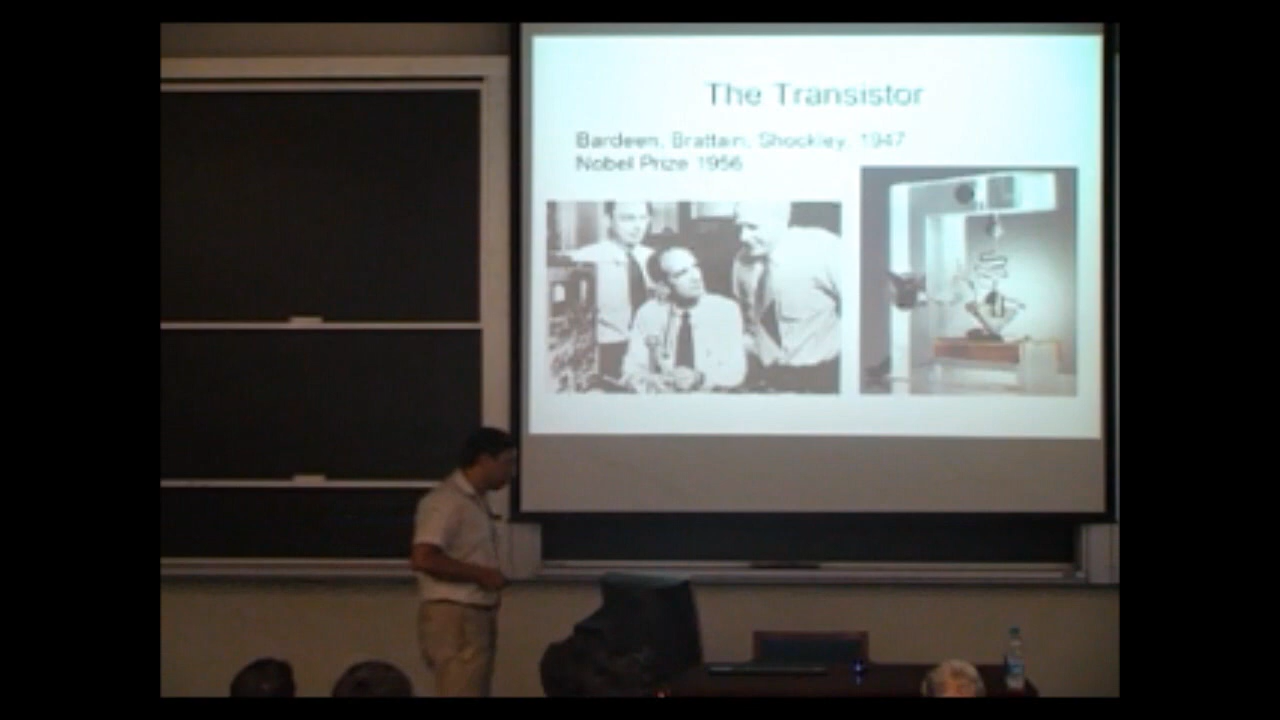 The Transistor
Bardeen, Brattain, Shockley, 1947
Nobel Prize 1956